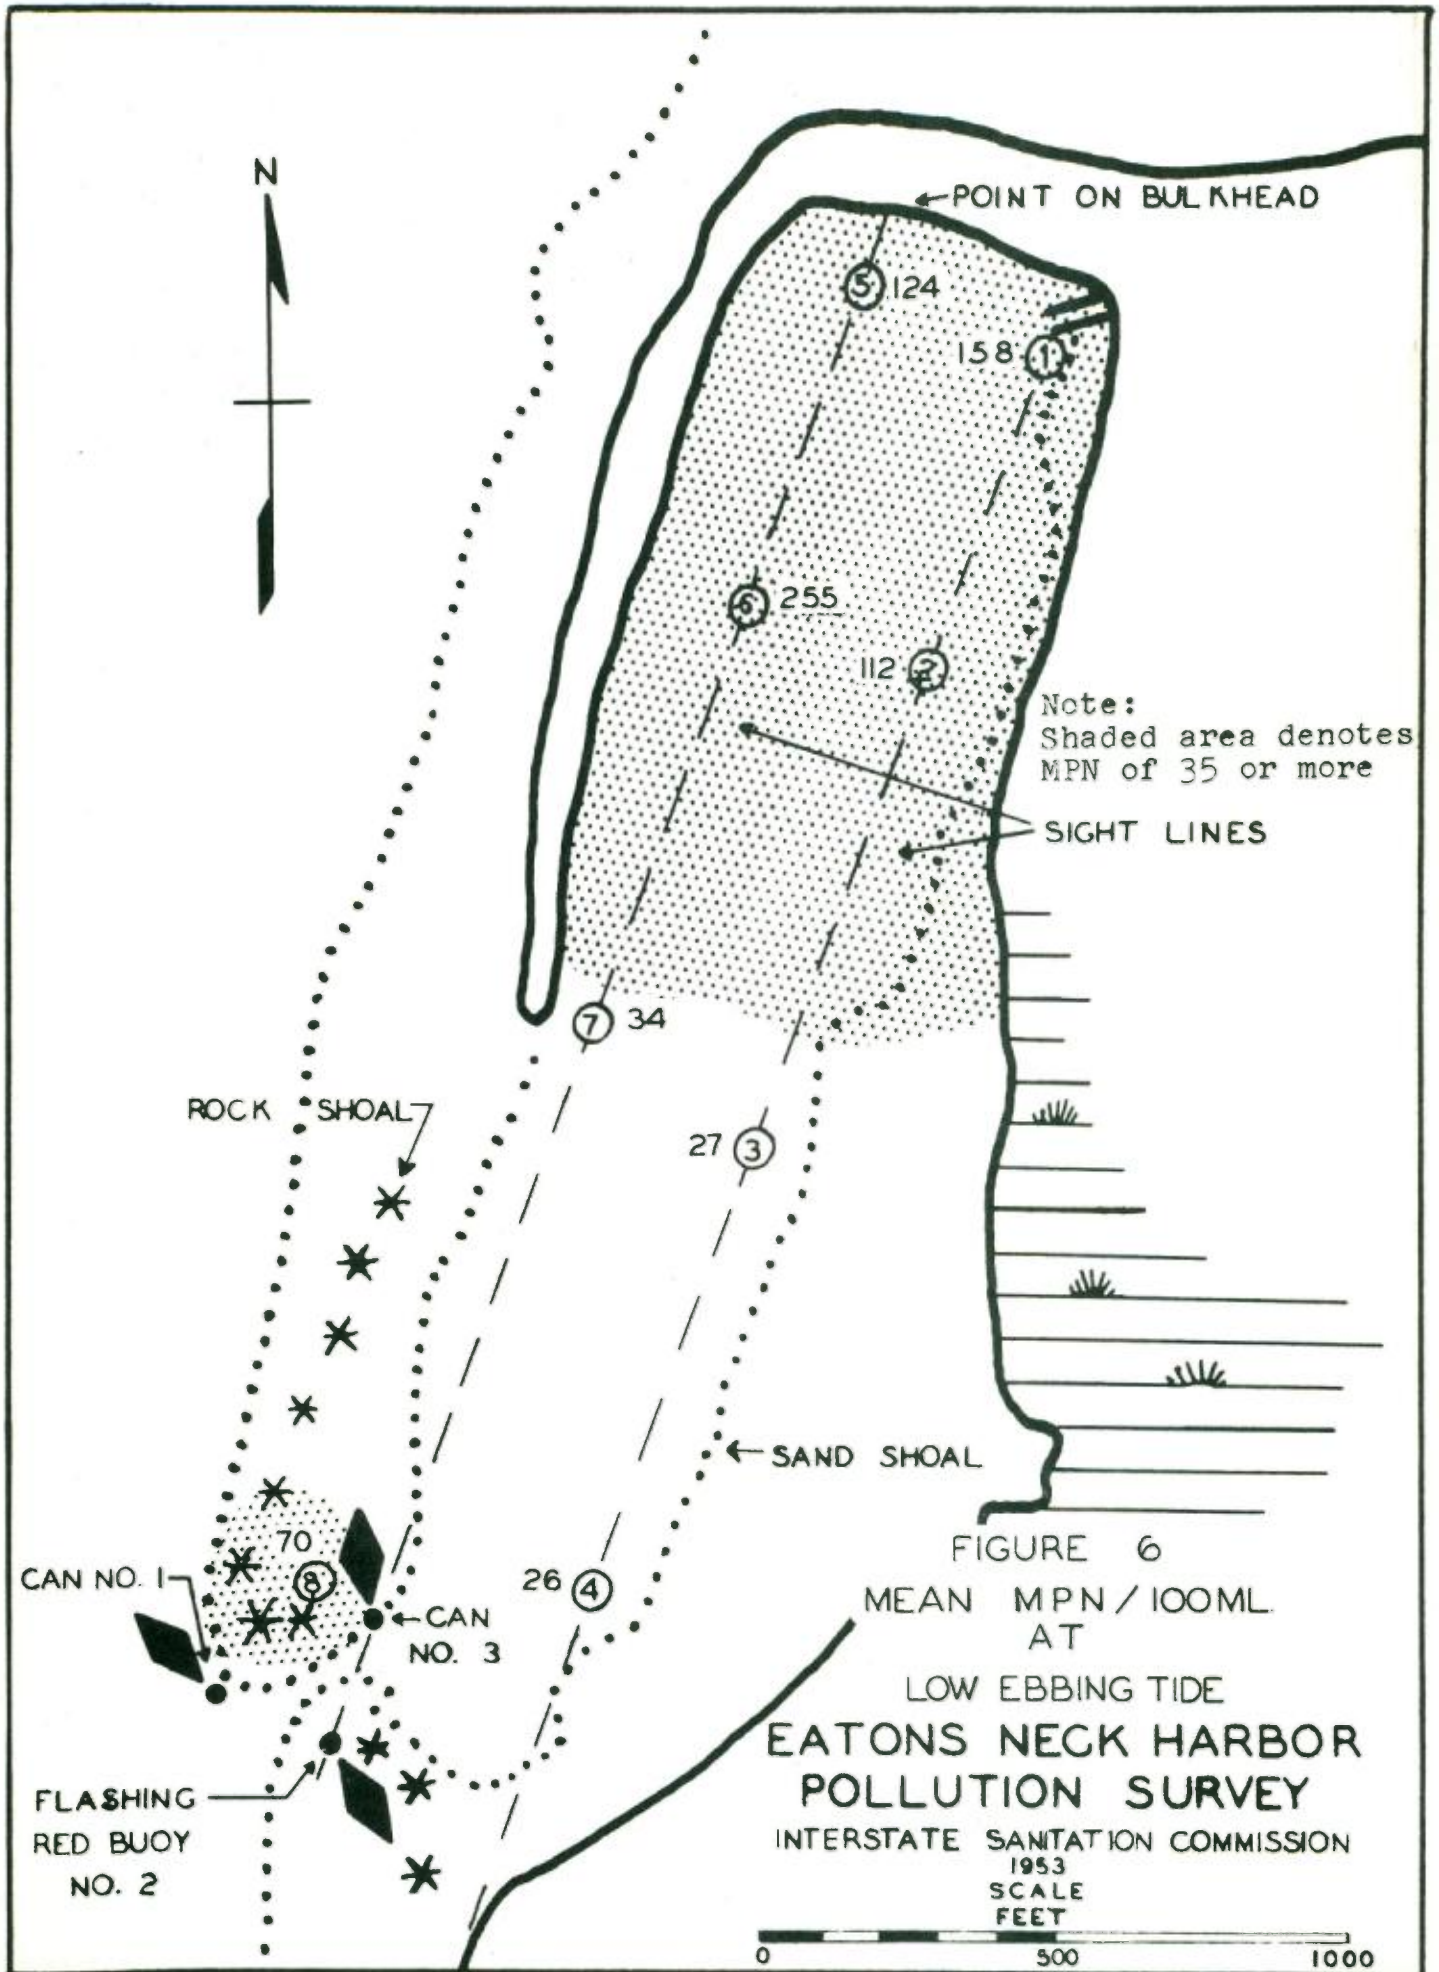 N
POINT ON BULKHEAD
5 124
158 1
6 255
112 2
Note:
Shaded area denotes
MPN of 35 or more
SIGHT LINES
7 34
ROCK SHOAL
27 3
SAND SHOAL
70
8
CAN NO. 1
26 4
CAN
NO. 3
FLASHING
RED BUOY
NO. 2
FIGURE 6
MEAN MPN/100ML.
AT
LOW EBBING TIDE
EATONS NECK HARBOR
POLLUTION SURVEY
INTERSTATE SANITATION COMMISSION
1953
SCALE
FEET
0 500 1000